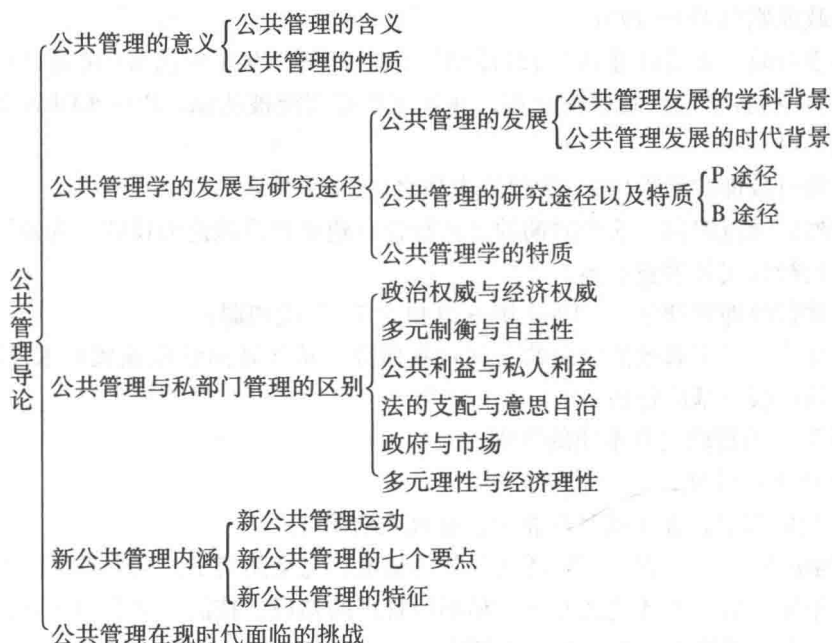 公共管理导论
公共管理的意义
公共管理的含义
公共管理的性质
公共管理学的发展与研究途径
公共管理的发展
公共管理发展的学科背景
公共管理发展的时代背景
公共管理的研究途径以及特质
P 途径
B 途径
公共管理学的特质
公共管理与私部门管理的区别
政治权威与经济权威
多元制衡与自主性
公共利益与私人利益
法的支配与意思自治
政府与市场
多元理性与经济理性
新公共管理内涵
新公共管理运动
新公共管理的七个要点
新公共管理的特征
公共管理在现时代面临的挑战